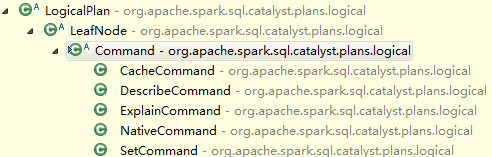 LogicalPlan - org.apache.spark.sql.catalyst.plans.logical
LeafNode - org.apache.spark.sql.catalyst.plans.logical
Command - org.apache.spark.sql.catalyst.plans.logical
CacheCommand - org.apache.spark.sql.catalyst.plans.logical
DescribeCommand - org.apache.spark.sql.catalyst.plans.logical
ExplainCommand - org.apache.spark.sql.catalyst.plans.logical
NativeCommand - org.apache.spark.sql.catalyst.plans.logical
SetCommand - org.apache.spark.sql.catalyst.plans.logical